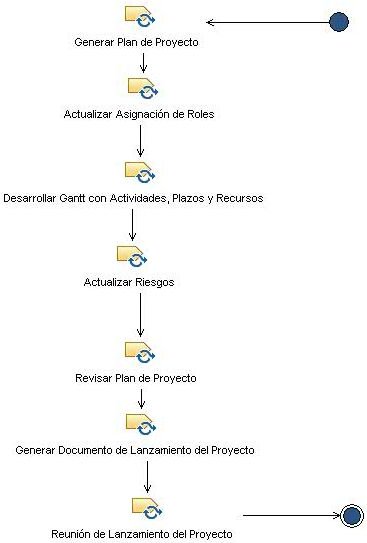 Generar Plan de Proyecto
Actualizar Asignación de Roles
Desarrollar Gantt con Actividades, Plazos y Recursos
Actualizar Riesgos
Revisar Plan de Proyecto
Generar Documento de Lanzamiento del Proyecto
Reunión de Lanzamiento del Proyecto